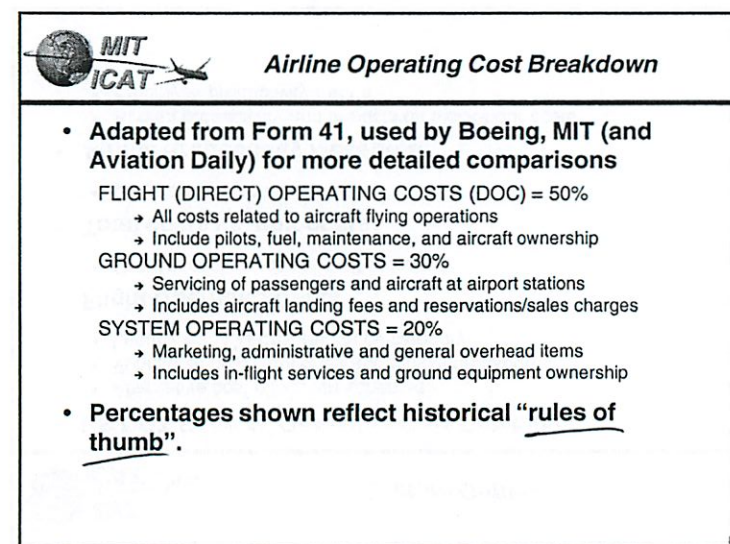 MIT
ICAT
Airline Operating Cost Breakdown
• Adapted from Form 41, used by Boeing, MIT (and
Aviation Daily) for more detailed comparisons
FLIGHT (DIRECT) OPERATING COSTS (DOC) = 50%
→ All costs related to aircraft flying operations
→ Include pilots, fuel, maintenance, and aircraft ownership
GROUND OPERATING COSTS = 30%
→ Servicing of passengers and aircraft at airport stations
→ Includes aircraft landing fees and reservations/sales charges
SYSTEM OPERATING COSTS = 20%
→ Marketing, administrative and general overhead items
→ Includes in-flight services and ground equipment ownership
• Percentages shown reflect historical “rules of
thumb”.